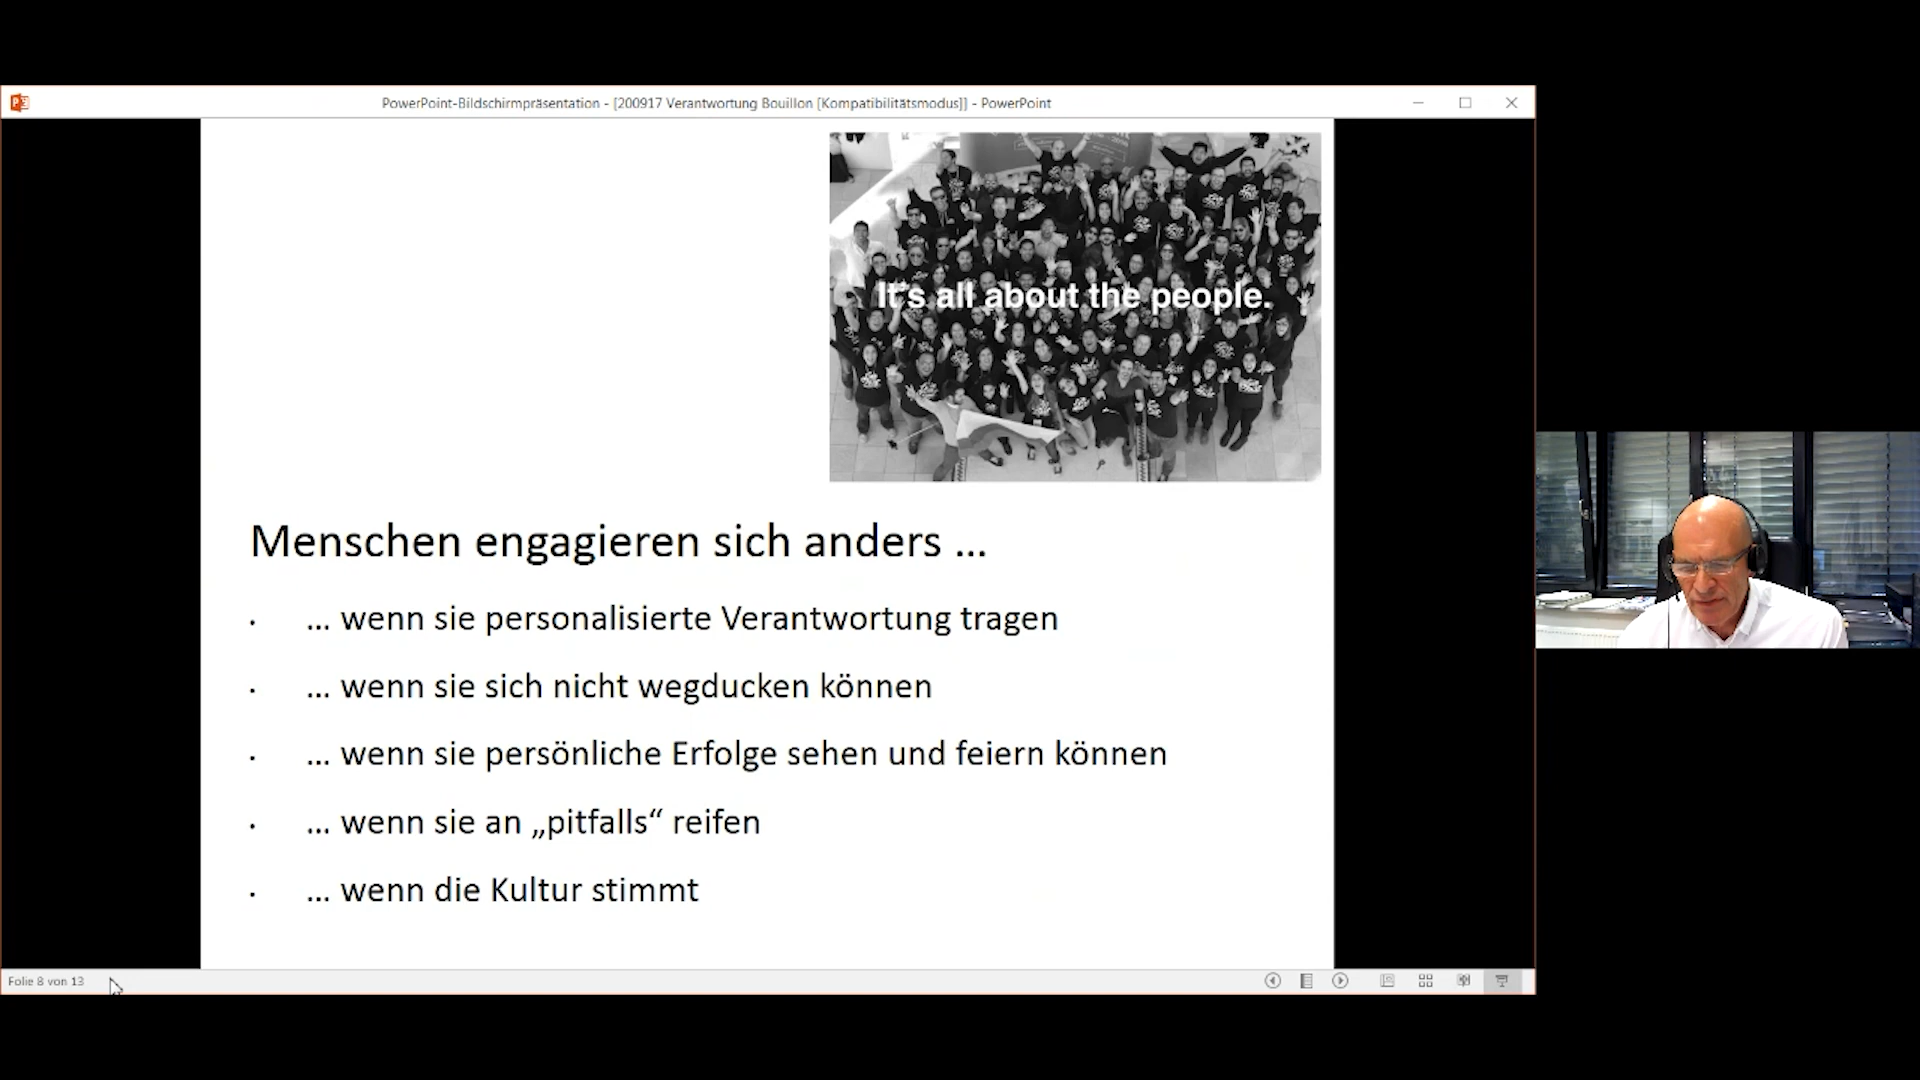 PowerPoint-Bildschirmpräsentation - [200917 Verantwortung Bouillon [Kompatibilitätsmodus]] - PowerPoint
It's all about the people.
Menschen engagieren sich anders ...
· ... wenn sie personalisierte Verantwortung tragen
· ... wenn sie sich nicht wegducken können
· ... wenn sie persönliche Erfolge sehen und feiern können
· ... wenn sie an „pitfalls“ reifen
· ... wenn die Kultur stimmt
Folie 8 von 13